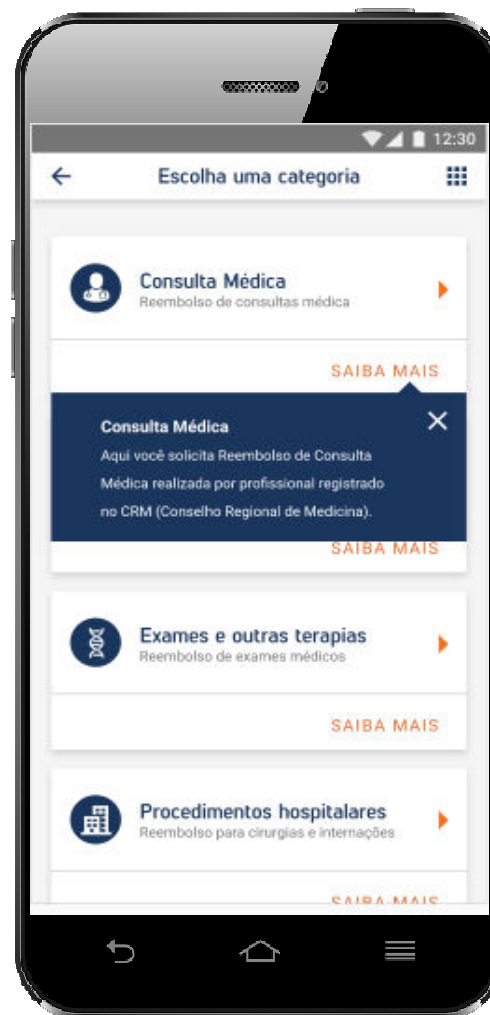 12:30
Escolha uma categoria
Consulta Médica
Reembolso de consultas médica
SAIBA MAIS
Consulta Médica
Aqui você solicita Reembolso de Consulta
Médica realizada por profissional registrado
no CRM (Conselho Regional de Medicina).
SAIBA MAIS
Exames e outras terapias
Reembolso de exames médicos
SAIBA MAIS
Procedimentos hospitalares
Reembolso para cirurgias e internações
SAIBA MAIS